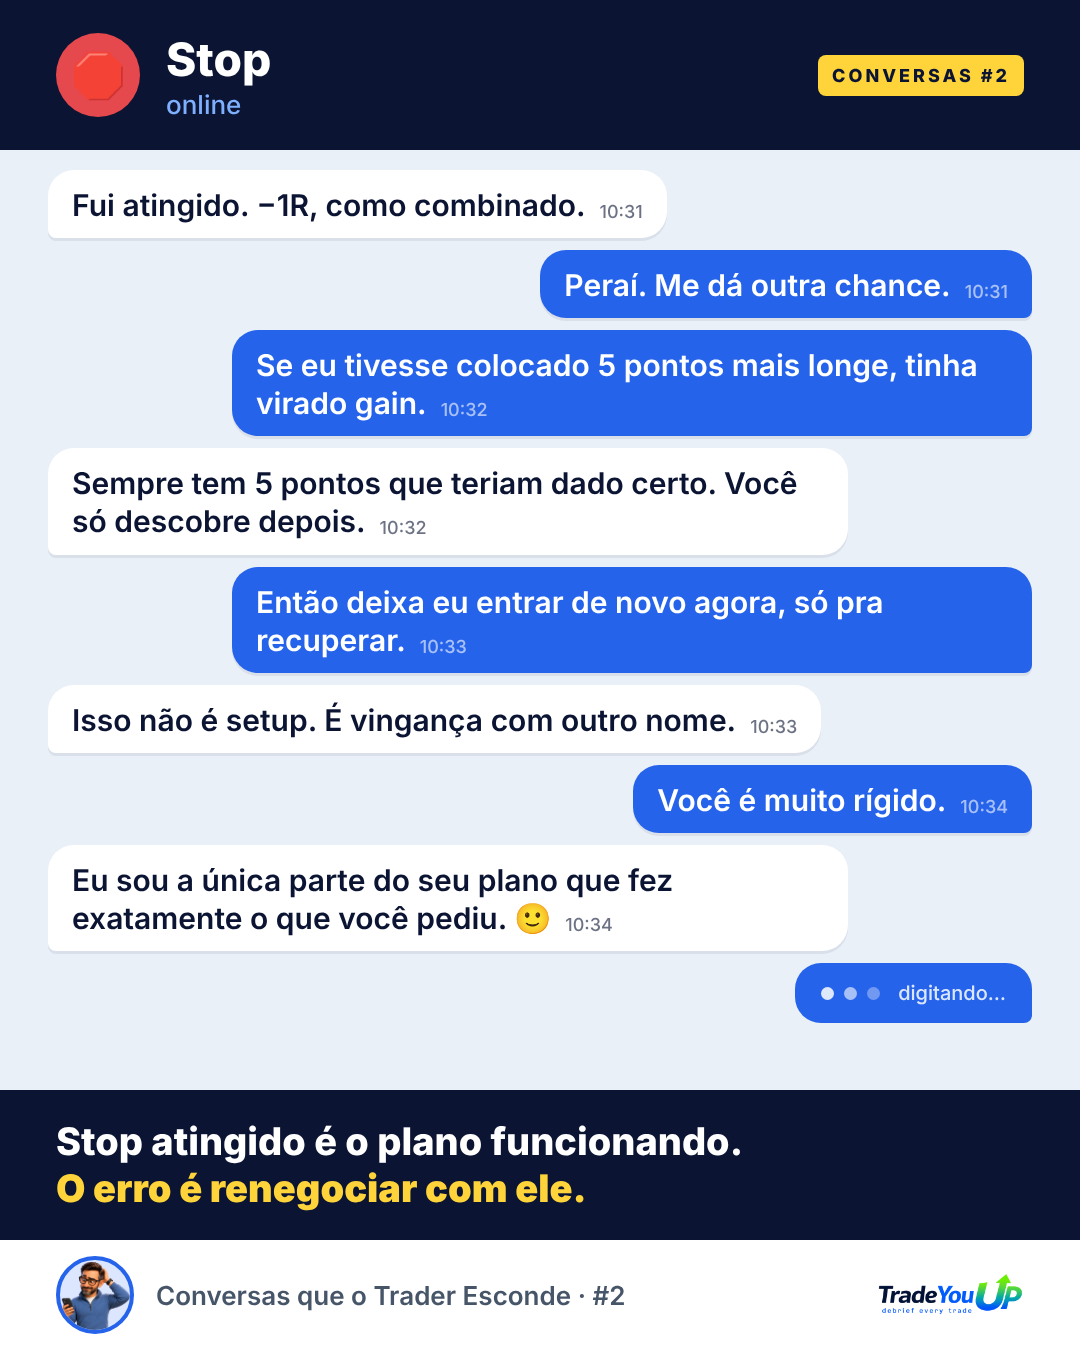 Stop
online
CONVERSAS #2
Fui atingido. −1R, como combinado. 10:31
Peraí. Me dá outra chance. 10:31
Se eu tivesse colocado 5 pontos mais longe, tinha
virado gain. 10:32
Sempre tem 5 pontos que teriam dado certo. Você
só descobre depois. 10:32
Então deixa eu entrar de novo agora, só pra
recuperar. 10:33
Isso não é setup. É vingança com outro nome. 10:33
Você é muito rígido. 10:34
Eu sou a única parte do seu plano que fez
exatamente o que você pediu. 🙂 10:34
digitando...
Stop atingido é o plano funcionando.
O erro é renegociar com ele.
Conversas que o Trader Esconde · #2
TradeYouUP
debrief every trade